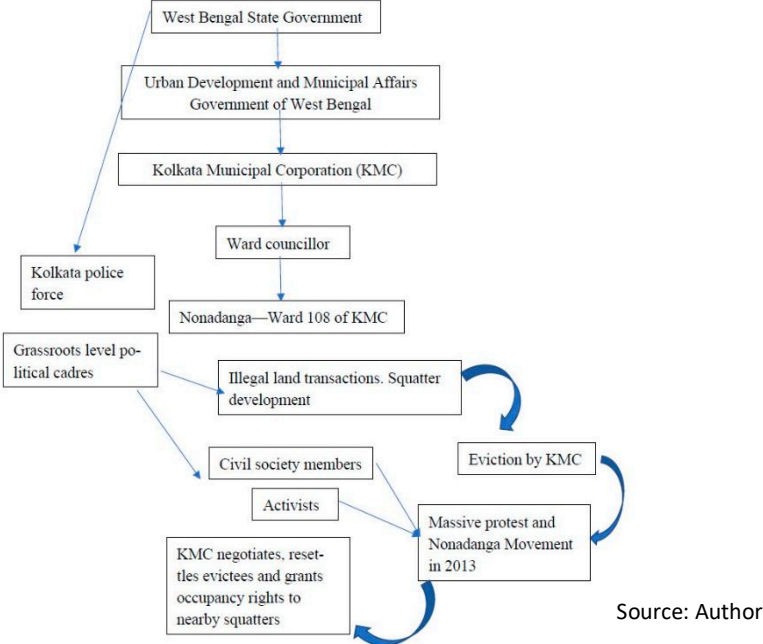 West Bengal State Government
Urban Development and Municipal Affairs
Government of West Bengal
Kolkata Municipal Corporation (KMC)
Ward councillor
Kolkata police
force
Nonadanga—Ward 108 of KMC
Grassroots level po-
litical cadres
Illegal land transactions. Squatter
development
Civil society members
Eviction by KMC
Activists
Massive protest and
Nonadanga Movement
in 2013
KMC negotiates, reset-
tles evictees and grants
occupancy rights to
nearby squatters
Source: Author